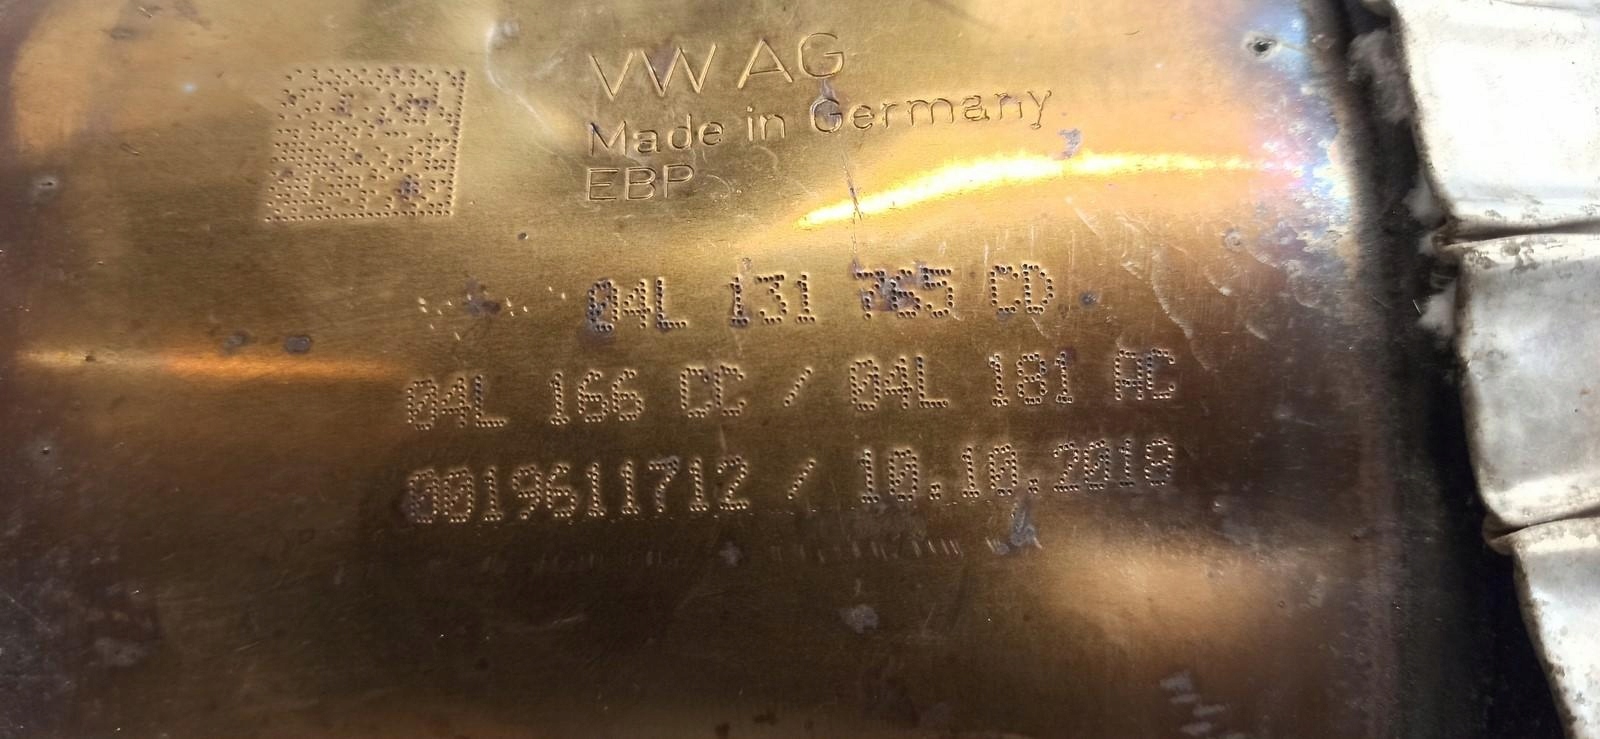 VW AG
Made in Germany
EBP
04L 131 765 CD
04L 166 CC / 04L 181 AC
0019611712 / 10.10.2018